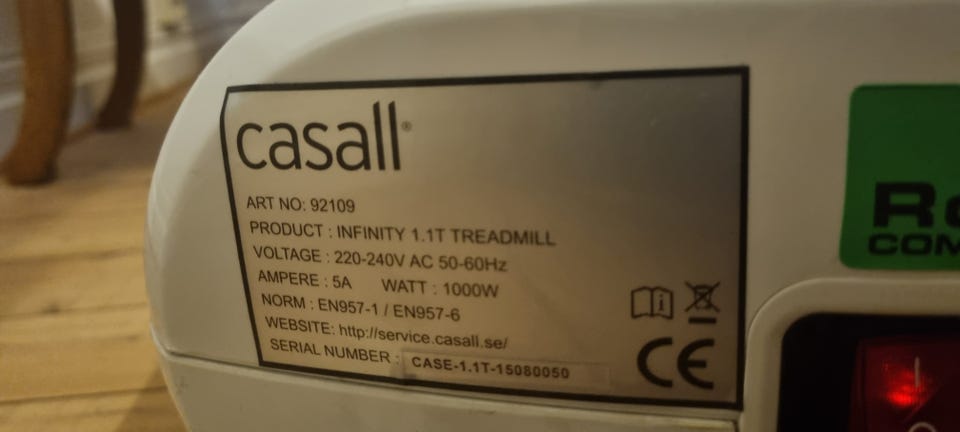 casall®
ART NO: 92109
PRODUCT : INFINITY 1.1T TREADMILL
VOLTAGE : 220-240V AC 50-60Hz
AMPERE : 5A WATT : 1000W
NORM : EN957-1 / EN957-6
WEBSITE: http://service.casall.se/
SERIAL NUMBER : CASE-1.1T-15080050
CE